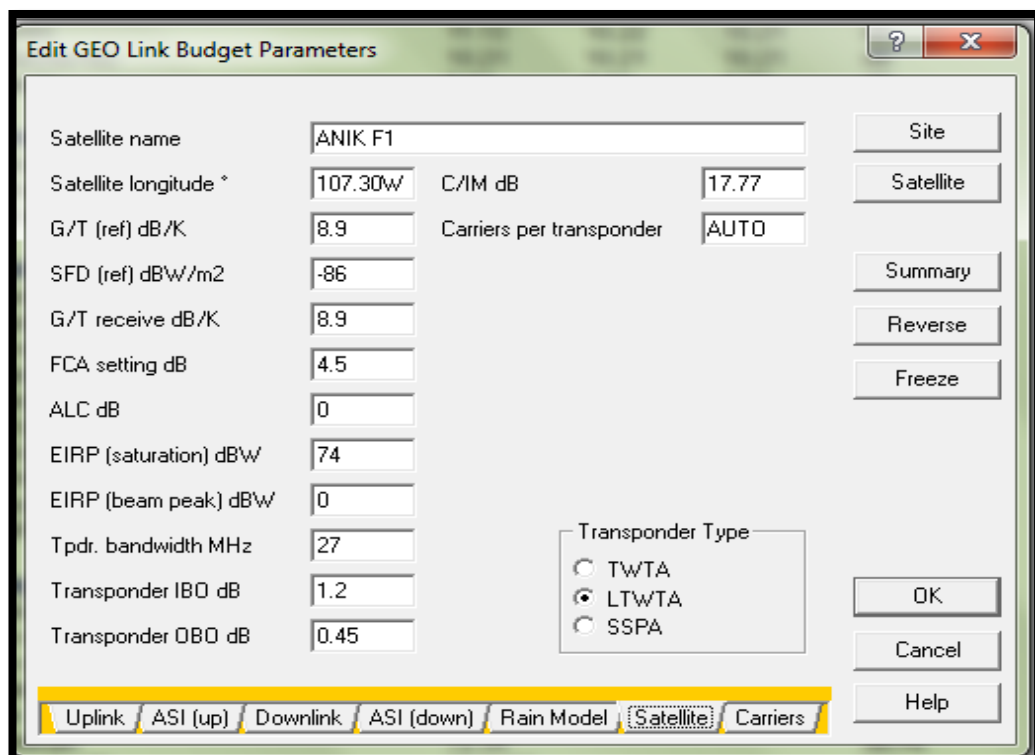 Edit GEO Link Budget Parameters
?
X
Satellite name ANIK F1
Site
Satellite longitude ° 107.30W C/IM dB 17.77
Satellite
G/T (ref) dB/K 8.9 Carriers per transponder AUTO
SFD (ref) dBW/m2 -86
Summary
G/T receive dB/K 8.9
Reverse
FCA setting dB 4.5
Freeze
ALC dB 0
EIRP (saturation) dBW 74
EIRP (beam peak) dBW 0
Tpdr. bandwidth MHz 27
Transponder IBO dB 1.2
Transponder OBO dB 0.45
Transponder Type
TWTA
LTWTA
SSPA
OK
Cancel
Help
Uplink ASI (up) Downlink ASI (down) Rain Model Satellite Carriers